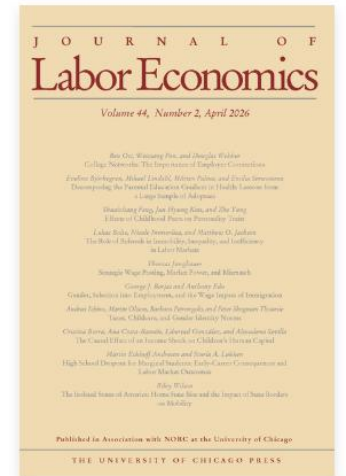 JOURNAL OF
Labor Economics
Volume 44, Number 2, April 2026
Ben Ost, Weixiang Pan, and Douglas Webber
College Networks: The Importance of Employer Connections
Evelina Björkegren, Mikael Lindahl, Mårten Palme, and Emilia Simeonova
Decomposing the Parental Education Gradient in Health: Lessons from
a Large Sample of Adoptees
Shuaizhang Feng, Jun Hyung Kim, and Zhe Yang
Effects of Childhood Peers on Personality Traits
Lukas Bolte, Nicole Immorlica, and Matthew O. Jackson
The Role of Referrals in Immobility, Inequality, and Inefficiency
in Labor Markets
Thomas Jungbauer
Strategic Wage Posting, Market Power, and Mismatch
George J. Borjas and Anthony Edo
Gender, Selection into Employment, and the Wage Impact of Immigration
Andrea Ichino, Martin Olsson, Barbara Petrongolo, and Peter Skogman Thoursie
Taxes, Childcare, and Gender Identity Norms
Cristina Borra, Ana Costa-Ramón, Libertad González, and Almudena Sevilla
The Causal Effect of an Income Shock on Children's Human Capital
Martin Eckhoff Andresen and Sturla A. Løkken
High School Dropout for Marginal Students: Early-Career Consequences and
Labor Market Outcomes
Riley Wilson
The Isolated States of America: Home State Bias and the Impact of State Borders
on Mobility
Published in Association with NORC at the University of Chicago
THE UNIVERSITY OF CHICAGO PRESS